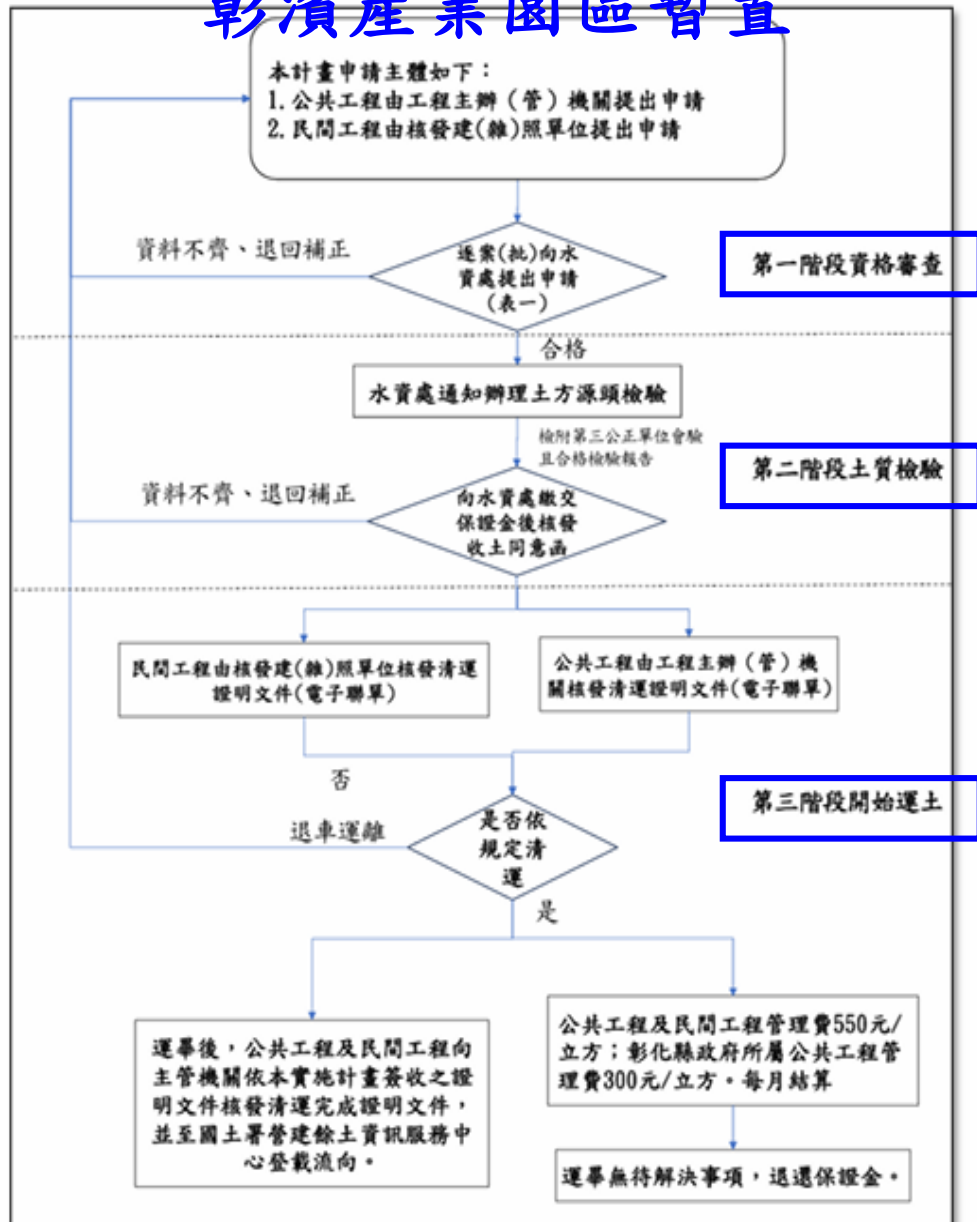 彰濱產業園區暫置
本計畫申請主體如下：
1.公共工程由工程主辦（管）機關提出申請
2.民間工程由核發建(雜)照單位提出申請
資料不齊、退回補正
逐案(批)向水
資處提出申請
(表一)
第一階段資格審查
合格
水資處通知辦理土方源頭檢驗
檢附第三公正單位會驗
且合格檢驗報告
第二階段土質檢驗
資料不齊、退回補正
向水資處繳交
保證金後核發
收土同意函
民間工程由核發建(雜)照單位核發清運
證明文件(電子聯單)
公共工程由工程主辦（管）機
關核發清運證明文件(電子聯單)
否
退車運離
是否依
規定清
運
第三階段開始運土
是
運畢後，公共工程及民間工程向
主管機關依本實施計畫簽收之證
明文件核發清運完成證明文件，
並至國土署營建餘土資訊服務中
心登載流向。
公共工程及民間工程管理費550元/
立方；彰化縣政府所屬公共工程管
理費300元/立方。每月結算
運畢無待解決事項，退還保證金。